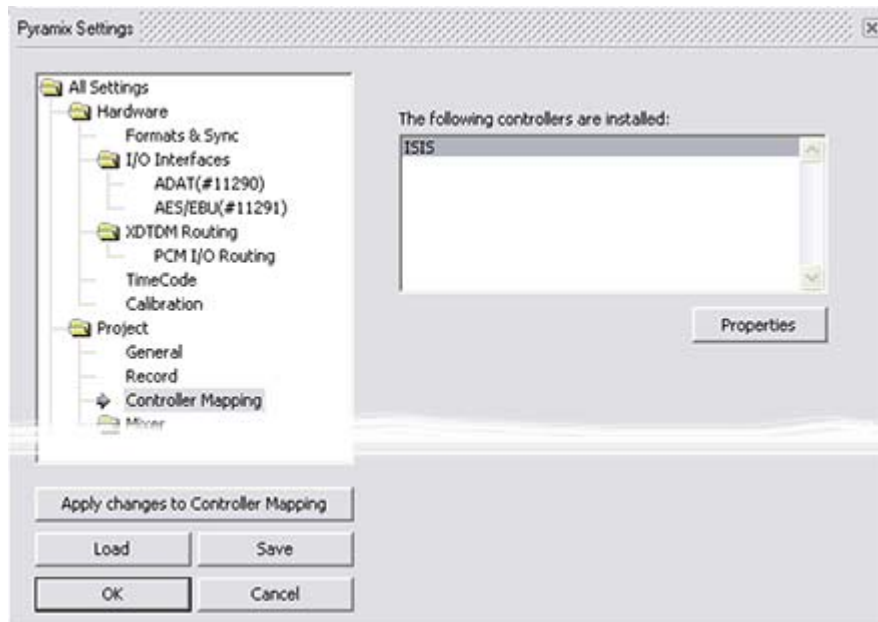 Pyramix Settings
All Settings
Hardware
Formats & Sync
I/O Interfaces
ADAT(#11290)
AES/EBU(#11291)
XDTDM Routing
PCM I/O Routing
TimeCode
Calibration
Project
General
Record
Controller Mapping
Mixer
The following controllers are installed:
ISIS
Properties
Apply changes to Controller Mapping
Load
Save
OK
Cancel